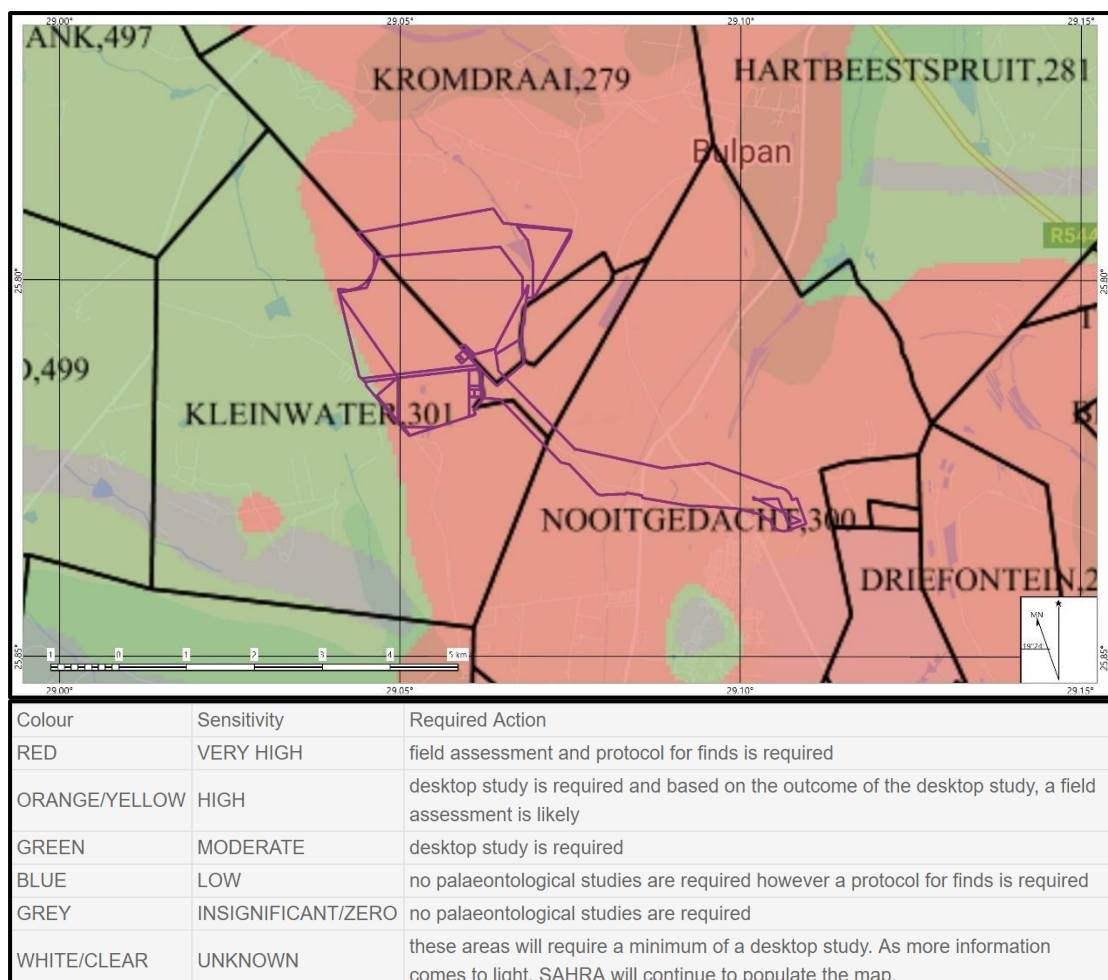 29.00° 29.05° 29.10° 29.15°
ANK,497
KROMDRAAI,279
HARTBEESTSPRUIT,281
Bulpan
R544
25.80° 25.80°
),499
KLEINWATER,301
NOOITGEDACHT,300
DRIEFONTEIN,2
MN
19°24'
1 0 1 2 3 4 5 km
25.85° 25.85°
29.00° 29.05° 29.10° 29.15°
Colour Sensitivity Required Action
RED VERY HIGH field assessment and protocol for finds is required
ORANGE/YELLOW HIGH desktop study is required and based on the outcome of the desktop study, a field
assessment is likely
GREEN MODERATE desktop study is required
BLUE LOW no palaeontological studies are required however a protocol for finds is required
GREY INSIGNIFICANT/ZERO no palaeontological studies are required
WHITE/CLEAR UNKNOWN these areas will require a minimum of a desktop study. As more information
comes to light, SAHRA will continue to populate the map.